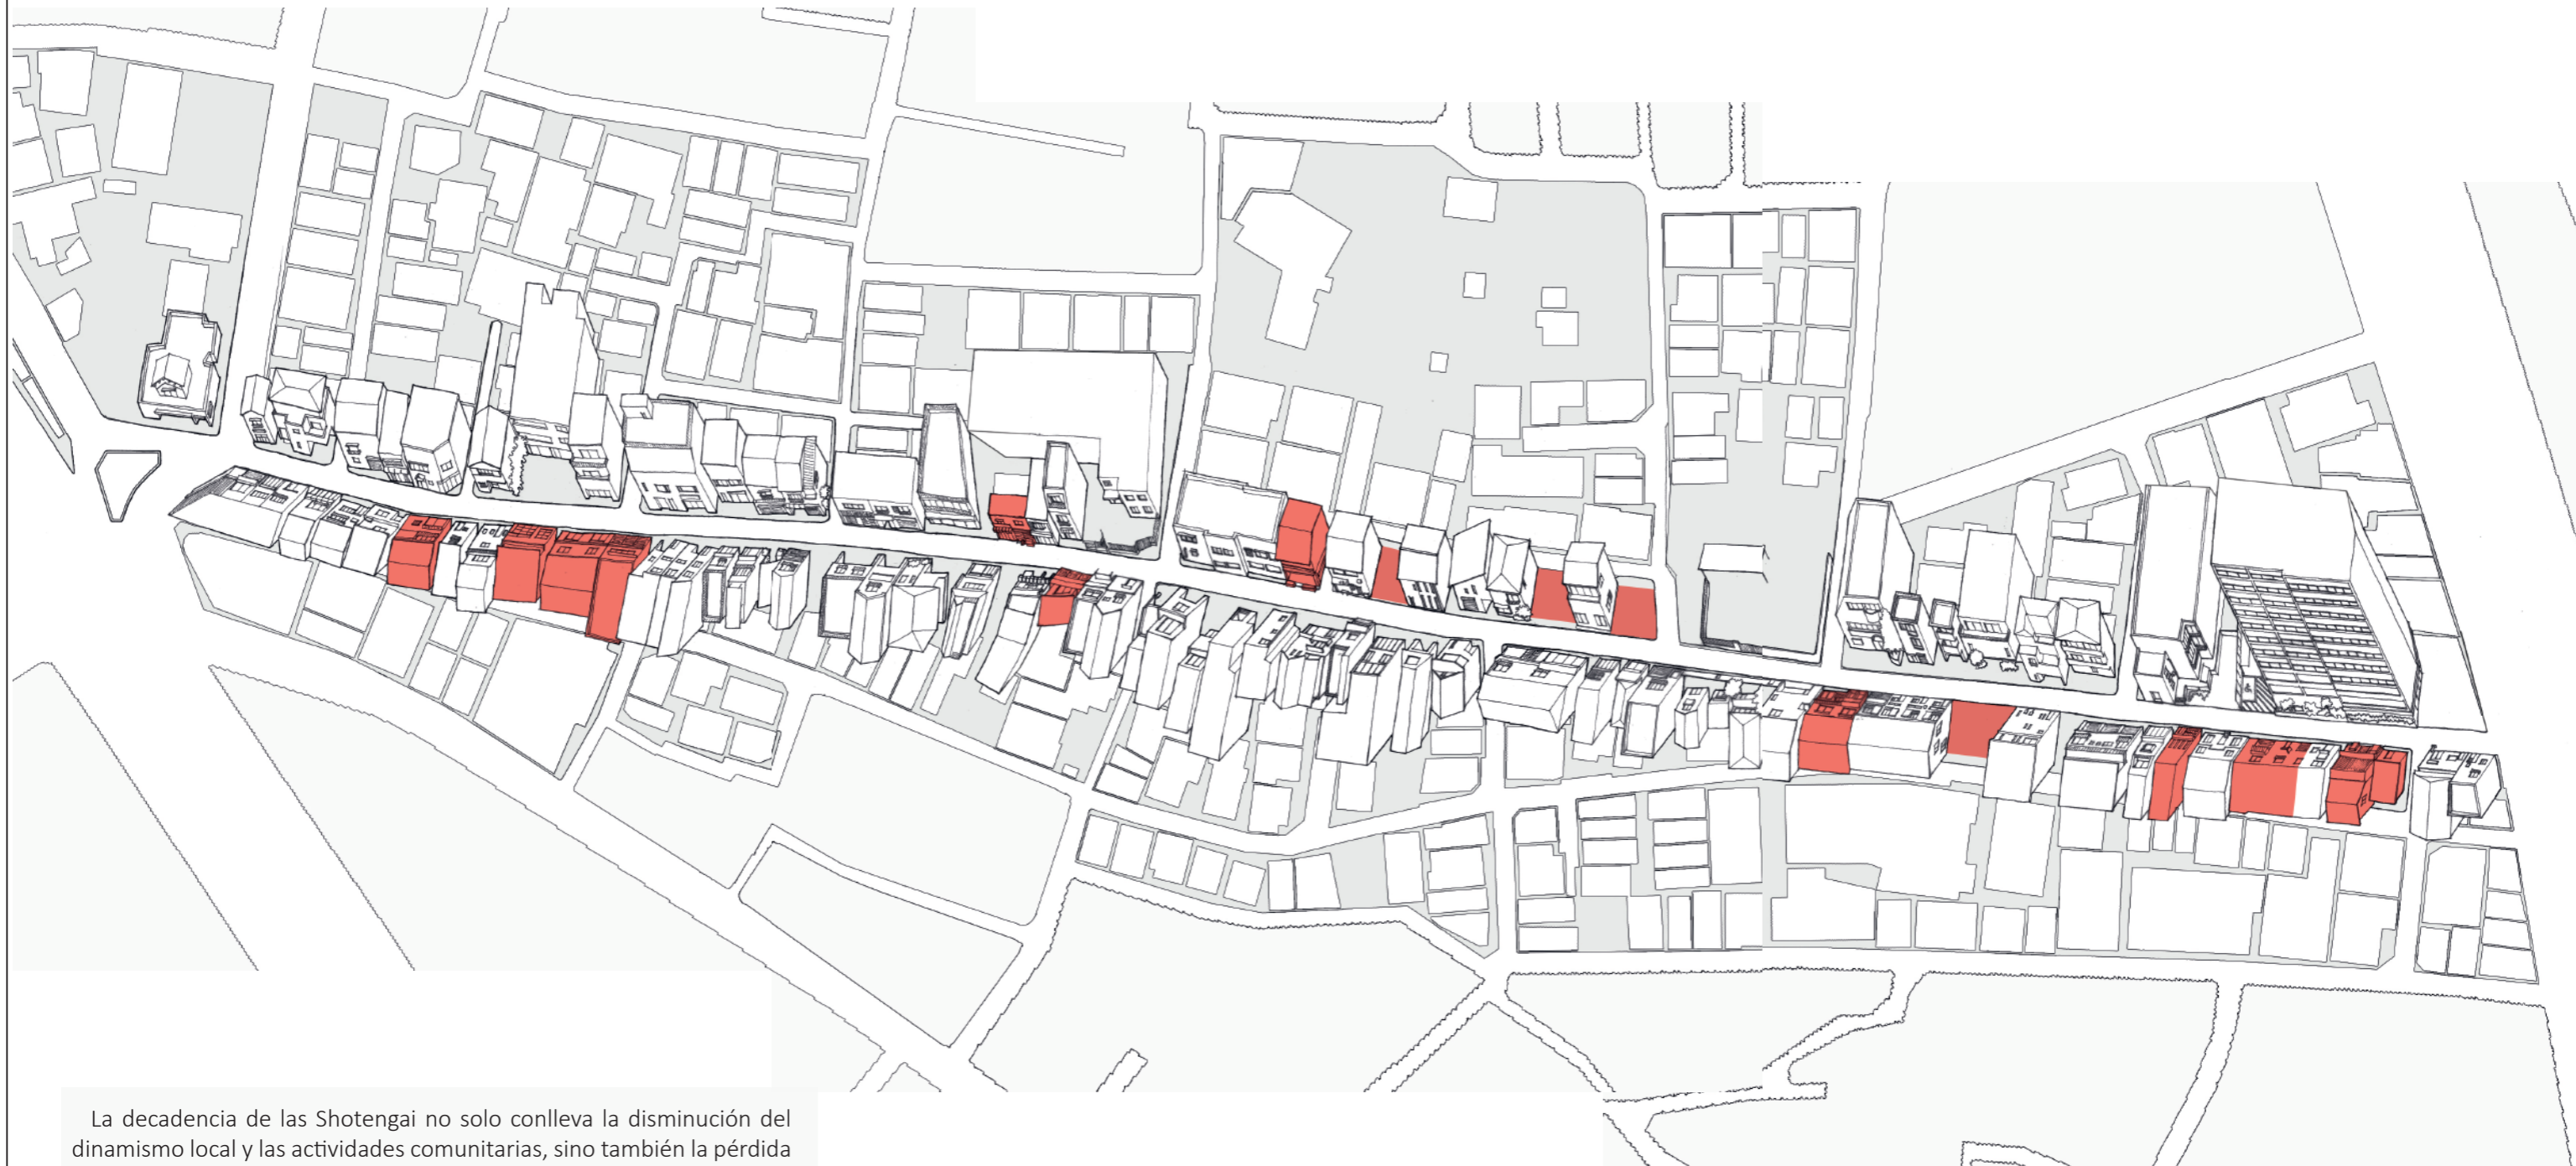 La decadencia de las Shotengai no solo conlleva la disminución del
dinamismo local y las actividades comunitarias, sino también la pérdida